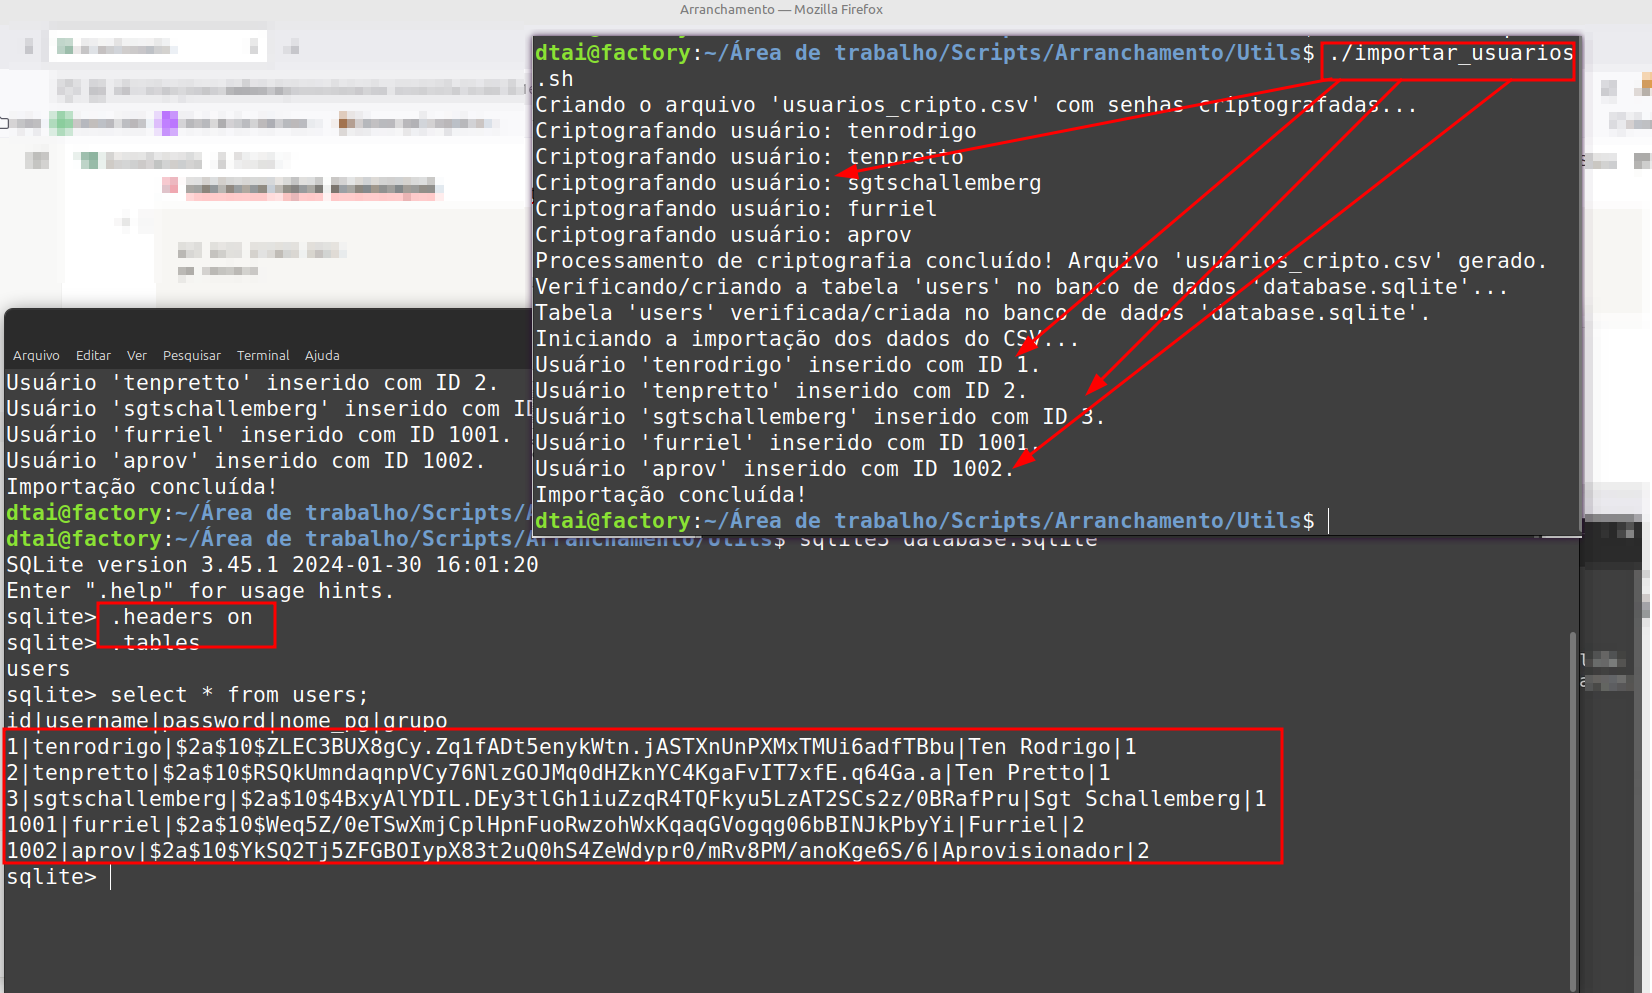 Arranchamento — Mozilla Firefox
dtai@factory:~/Área de trabalho/Scripts/Arranchamento/Utils$ ./importar_usuarios
.sh
Criando o arquivo 'usuarios_cripto.csv' com senhas criptografadas...
Criptografando usuário: tenrodrigo
Criptografando usuário: tenpretto
Criptografando usuário: sgtschallemberg
Criptografando usuário: furriel
Criptografando usuário: aprov
Processamento de criptografia concluído! Arquivo 'usuarios_cripto.csv' gerado.
Verificando/criando a tabela 'users' no banco de dados 'database.sqlite'...
Tabela 'users' verificada/criada no banco de dados 'database.sqlite'.
Iniciando a importação dos dados do CSV...
Usuário 'tenrodrigo' inserido com ID 1.
Usuário 'tenpretto' inserido com ID 2.
Usuário 'sgtschallemberg' inserido com ID 3.
Usuário 'furriel' inserido com ID 1001.
Usuário 'aprov' inserido com ID 1002.
Importação concluída!
dtai@factory:~/Área de trabalho/Scripts/Arranchamento/Utils$
Arquivo Editar Ver Pesquisar Terminal Ajuda
Usuário 'tenpretto' inserido com ID 2.
Usuário 'sgtschallemberg' inserido com ID
Usuário 'furriel' inserido com ID 1001.
Usuário 'aprov' inserido com ID 1002.
Importação concluída!
dtai@factory:~/Área de trabalho/Scripts/
dtai@factory:~/Área de trabalho/Scripts/Arranchamento/Utils$ sqlite3 database.sqlite
SQLite version 3.45.1 2024-01-30 16:01:20
Enter ".help" for usage hints.
sqlite> .headers on
sqlite> .tables
users
sqlite> select * from users;
id|username|password|nome_pg|grupo
1|tenrodrigo|$2a$10$ZLEC3BUX8gCy.Zq1fADt5enykWtn.jASTXnUnPXMxTMUi6adfTBbu|Ten Rodrigo|1
2|tenpretto|$2a$10$RSQkUmndaqnpVCy76NlzGOJMq0dHZknYC4KgaFvIT7xfE.q64Ga.a|Ten Pretto|1
3|sgtschallemberg|$2a$10$4BxyAlYDIL.DEy3tlGh1iuZzqR4TQFkyu5LzAT2SCs2z/0BRafPru|Sgt Schallemberg|1
1001|furriel|$2a$10$Weq5Z/0eTSwXmjCplHpnFuoRwzohWxKqaqGVogqg06bBINJkPbyYi|Furriel|2
1002|aprov|$2a$10$YkSQ2Tj5ZFGBOIypX83t2uQ0hS4ZeWdypr0/mRv8PM/anoKge6S/6|Aprovisionador|2
sqlite>